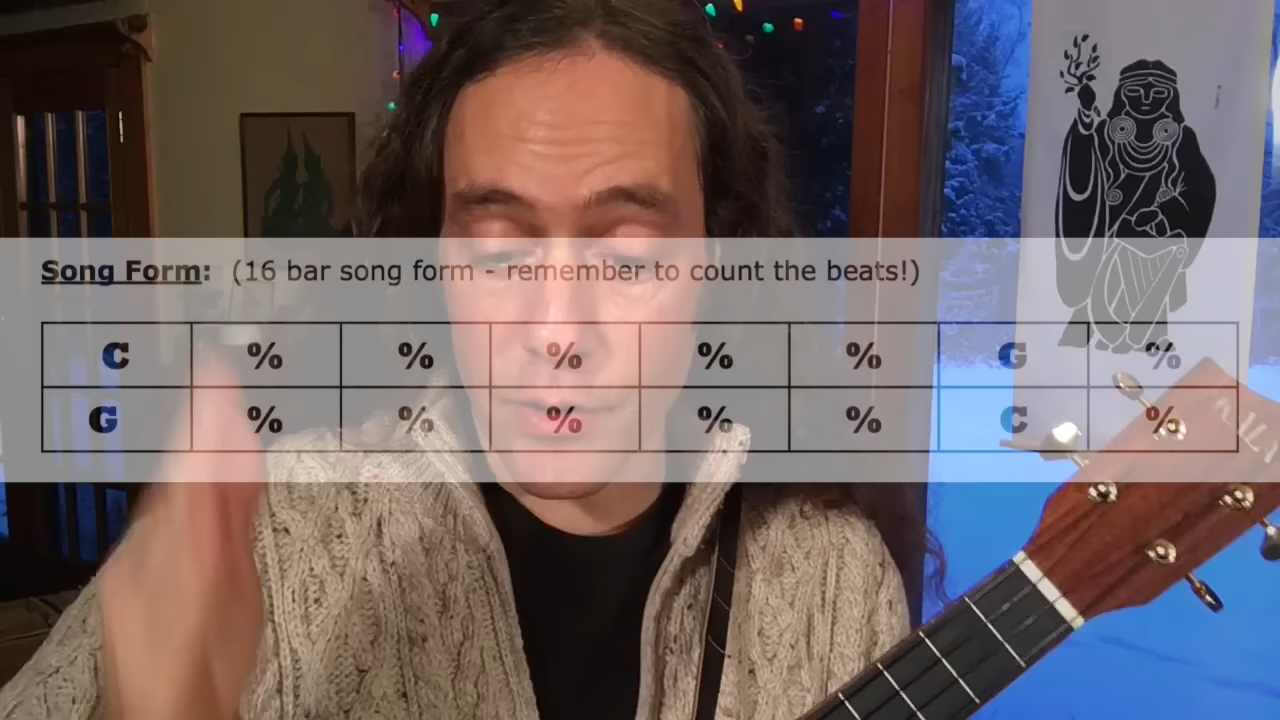 Song Form: (16 bar song form - remember to count the beats!)
C % % % % % G %
G % % % % % C %